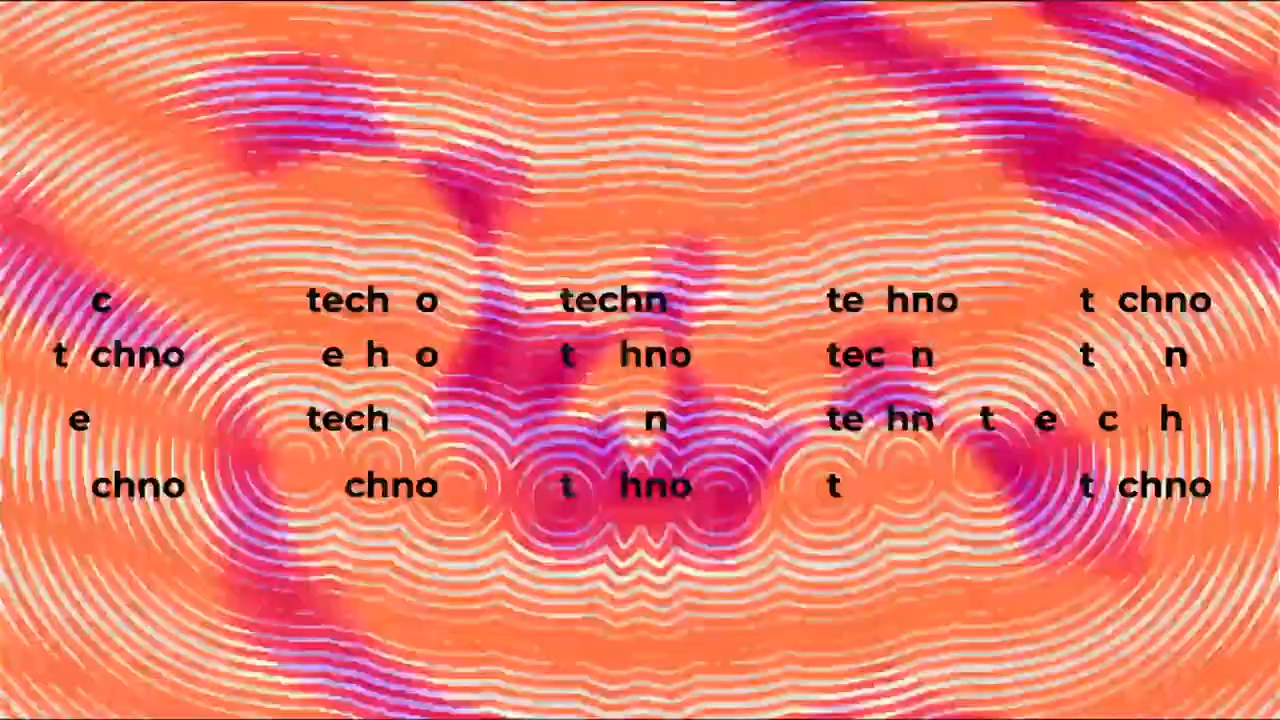 c tech o techn te hno t chno
t chno e h o t hno tec n t n
e tech n te hn t e c h
chno chno t hno t t chno